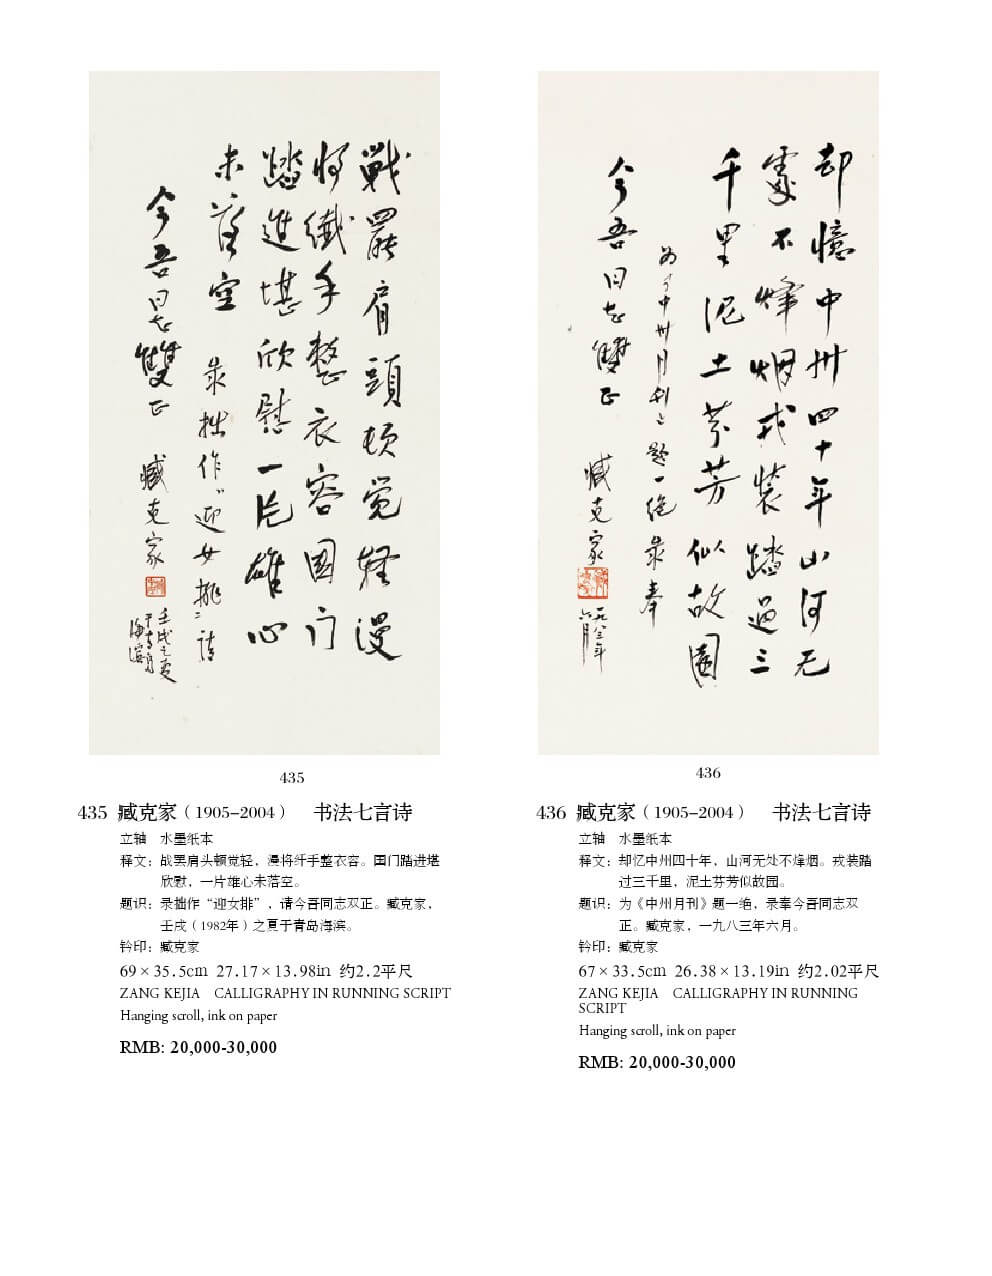 戰罷肩頭頓觉輕漫
将纖手整衣容国门
踏進堪欣慰一片雄心
未落空
录拙作“迎女排”请
今吾同志雙正
臧克家
壬戌之夏
于青岛
海滨
435
435 臧克家（1905–2004） 书法七言诗
立轴 水墨纸本
释文：战罢肩头顿觉轻，漫将纤手整衣容。国门踏进堪
欣慰，一片雄心未落空。
题识：录拙作“迎女排”，请今吾同志双正。臧克家，
壬戌（1982年）之夏于青岛海滨。
钤印：臧克家
69×35.5cm 27.17×13.98in 约2.2平尺
ZANG KEJIA CALLIGRAPHY IN RUNNING SCRIPT
Hanging scroll, ink on paper
RMB: 20,000-30,000
却憶中州四十年山河无
處不烽烟戎裝踏過三
千里泥土芬芳似故園
为《中州月刊》题一绝录奉
今吾同志雙正
臧克家
一九八三年
六月
436
436 臧克家（1905–2004） 书法七言诗
立轴 水墨纸本
释文：却忆中州四十年，山河无处不烽烟。戎装踏
过三千里，泥土芬芳似故园。
题识：为《中州月刊》题一绝，录奉今吾同志双
正。臧克家，一九八三年六月。
钤印：臧克家
67×33.5cm 26.38×13.19in 约2.02平尺
ZANG KEJIA CALLIGRAPHY IN RUNNING
SCRIPT
Hanging scroll, ink on paper
RMB: 20,000-30,000